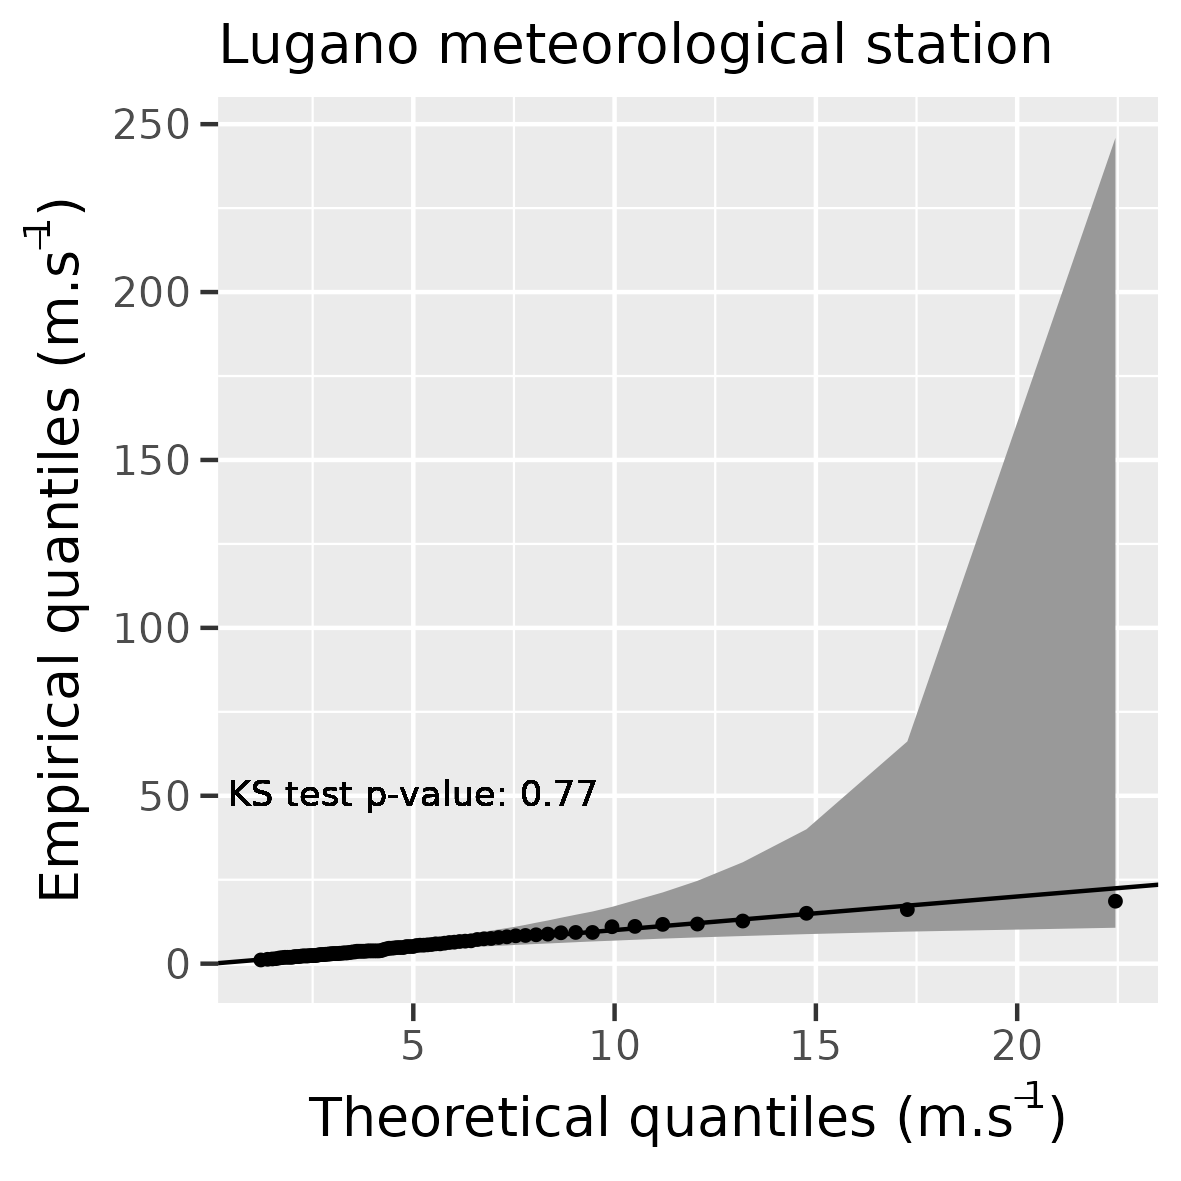 Lugano meteorological station
250
200
150
100
50
0
Empirical quantiles (m.s⁻¹)
KS test p-value: 0.77
5 10 15 20
Theoretical quantiles (m.s⁻¹)